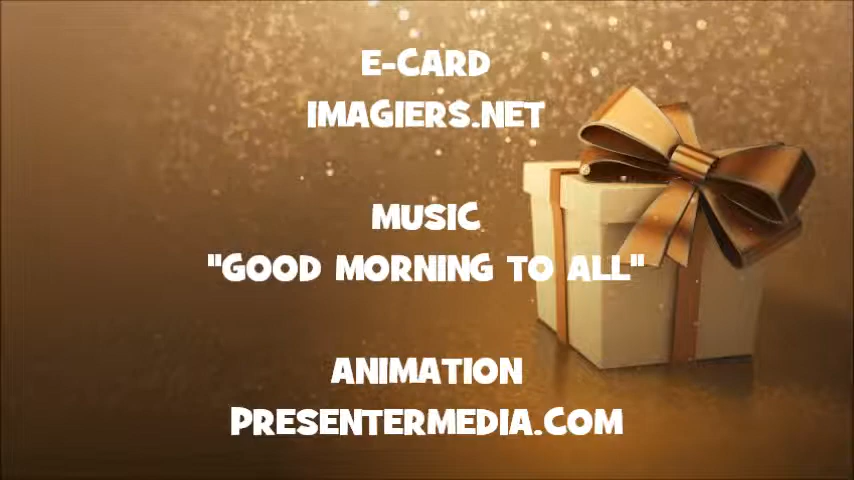 E-CARD
IMAGIERS.NET
MUSIC
"GOOD MORNING TO ALL"
ANIMATION
PRESENTERMEDIA.COM